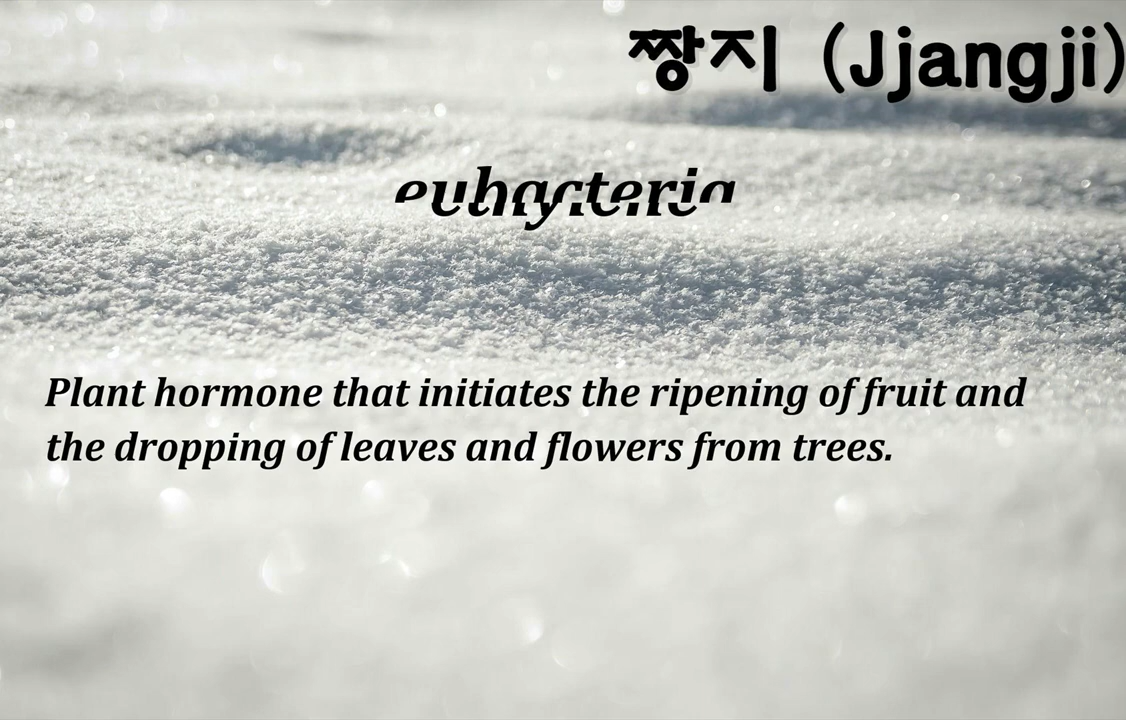 짱지 (Jjangji)
Plant hormone that initiates the ripening of fruit and
the dropping of leaves and flowers from trees.